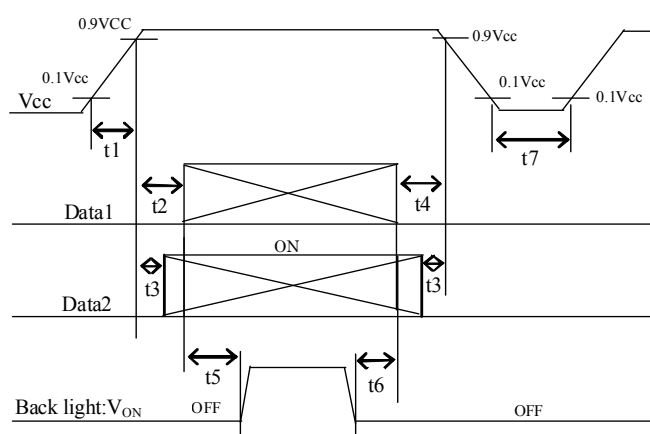 0.9VCC
0.9Vcc
0.1Vcc
0.1Vcc
0.1Vcc
Vcc
t1
t7
t2
t4
Data1
ON
t3
t3
Data2
t5
t6
Back light:VON
OFF
OFF